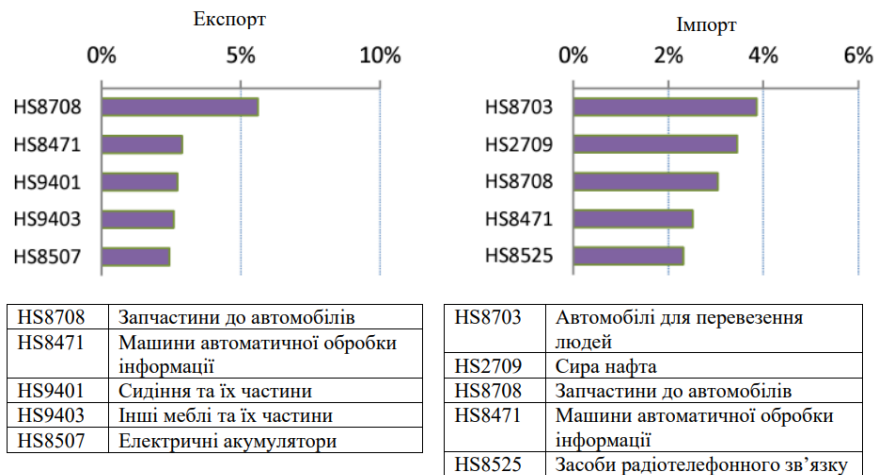 Експорт
0% 5% 10%
HS8708
HS8471
HS9401
HS9403
HS8507
Імпорт
0% 2% 4% 6%
HS8703
HS2709
HS8708
HS8471
HS8525
HS8708 Запчастини до автомобілів
HS8471 Машини автоматичної обробки
інформації
HS9401 Сидіння та їх частини
HS9403 Інші меблі та їх частини
HS8507 Електричні акумулятори
HS8703 Автомобілі для перевезення
людей
HS2709 Сира нафта
HS8708 Запчастини до автомобілів
HS8471 Машини автоматичної обробки
інформації
HS8525 Засоби радіотелефонного зв’язку